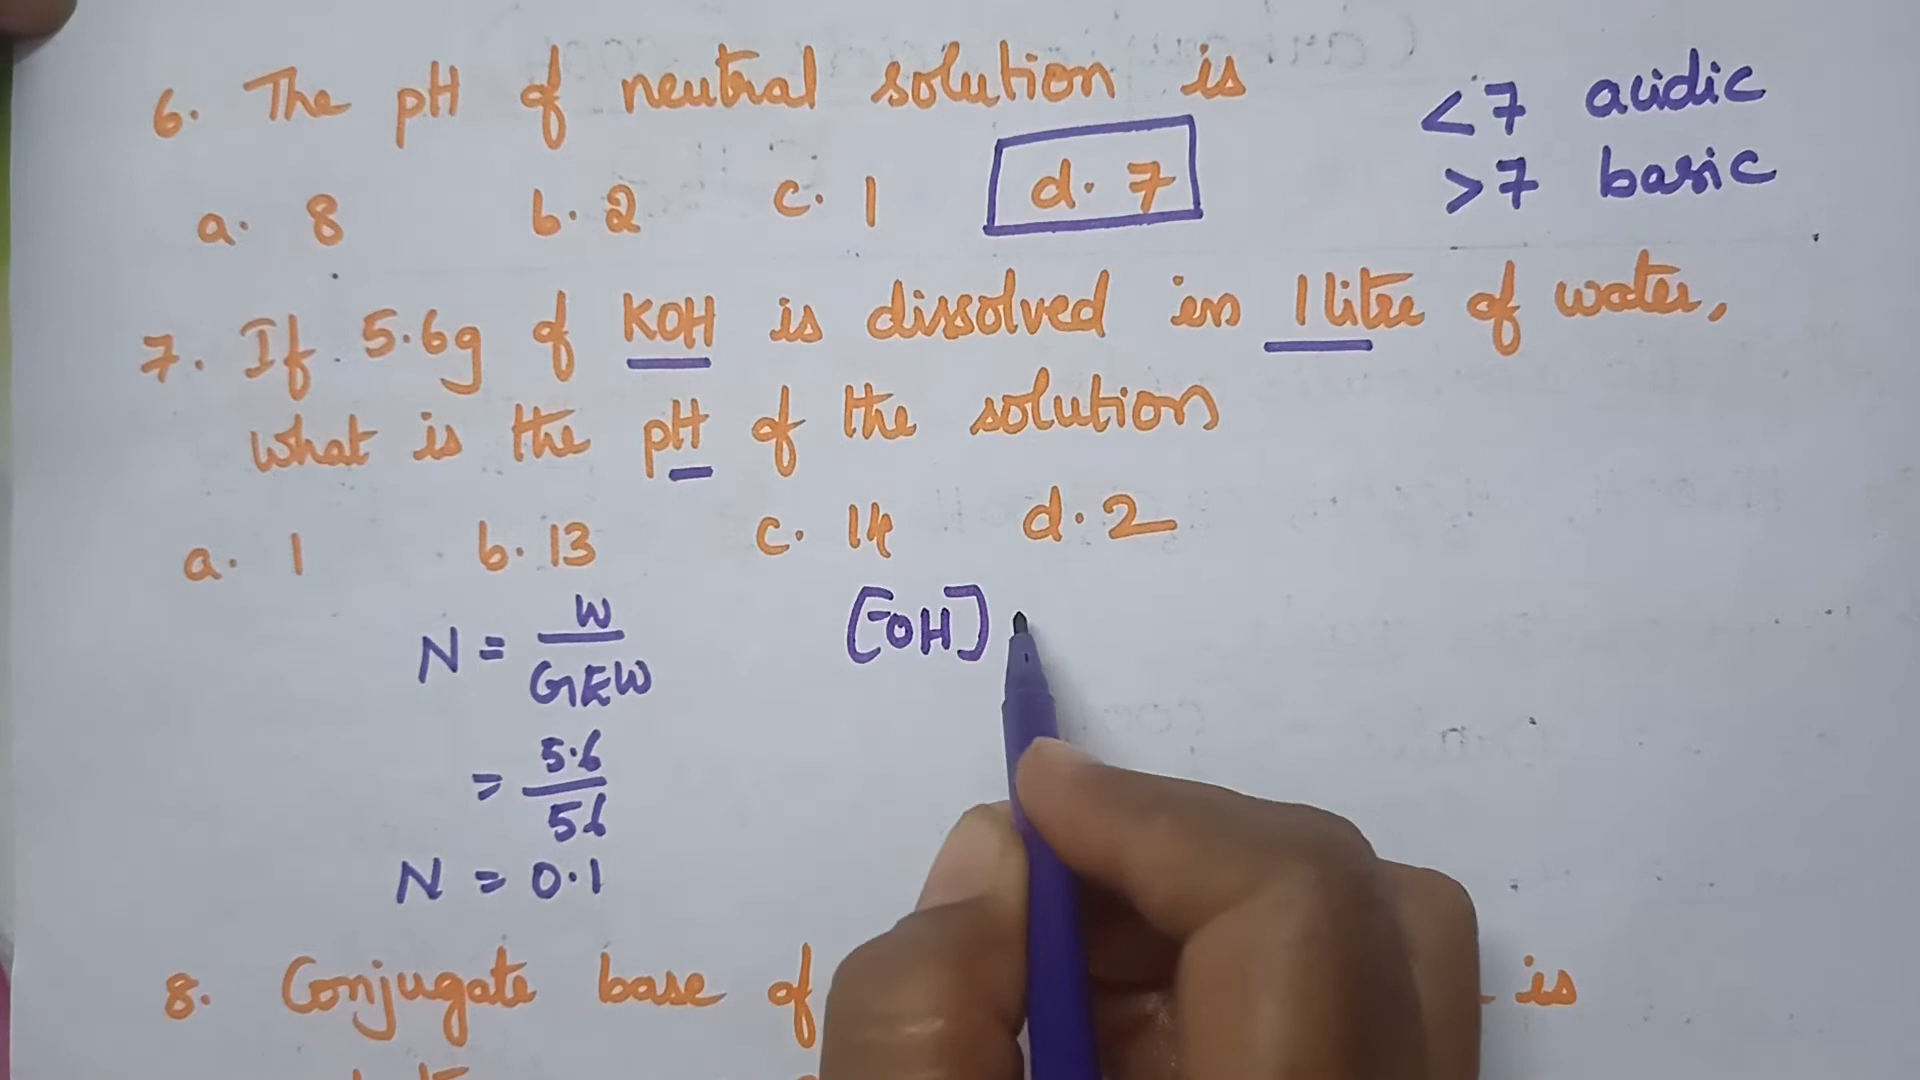 6. The pH of neutral solution is
<7 acidic
a. 8 b. 2 c. 1 d. 7
>7 basic
7. If 5.6g of KOH is dissolved in 1 litre of water,
what is the pH of the solution
a. 1 b. 13 c. 14 d. 2
N = W / GEW
[-OH]
= 5.6 / 56
N = 0.1
8. Conjugate base of is